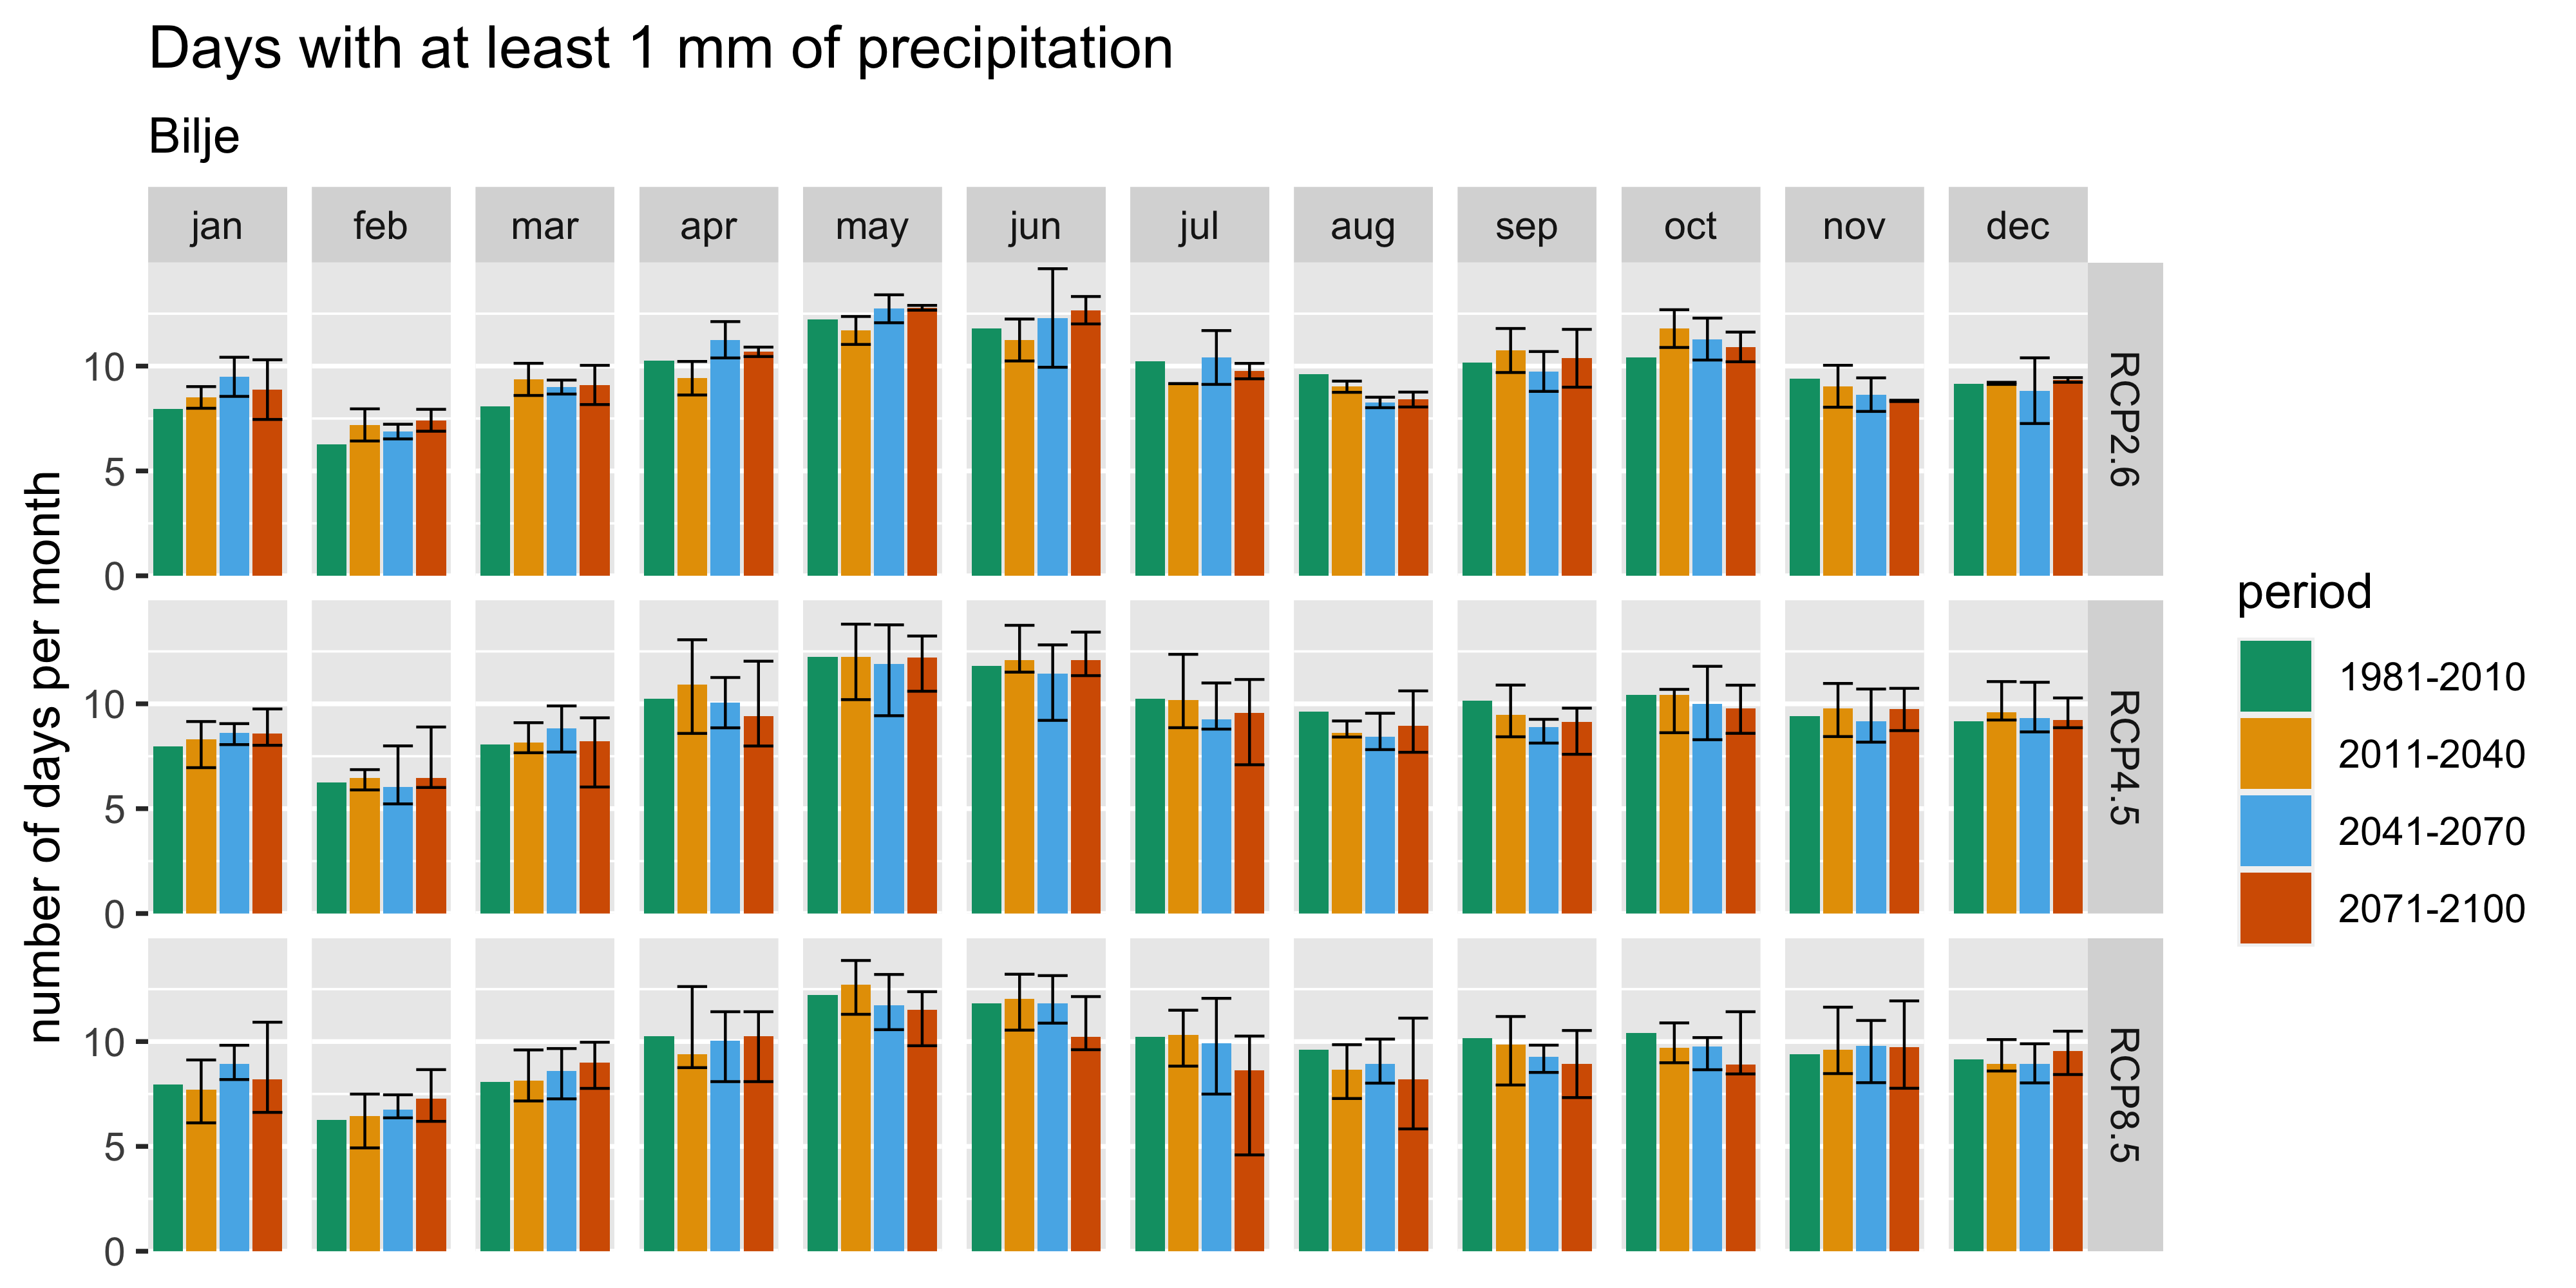 Days with at least 1 mm of precipitation
Bilje
jan feb mar apr may jun jul aug sep oct nov dec
number of days per month
10
5
0
RCP2.6
10
5
0
RCP4.5
10
5
0
RCP8.5
period
1981-2010
2011-2040
2041-2070
2071-2100